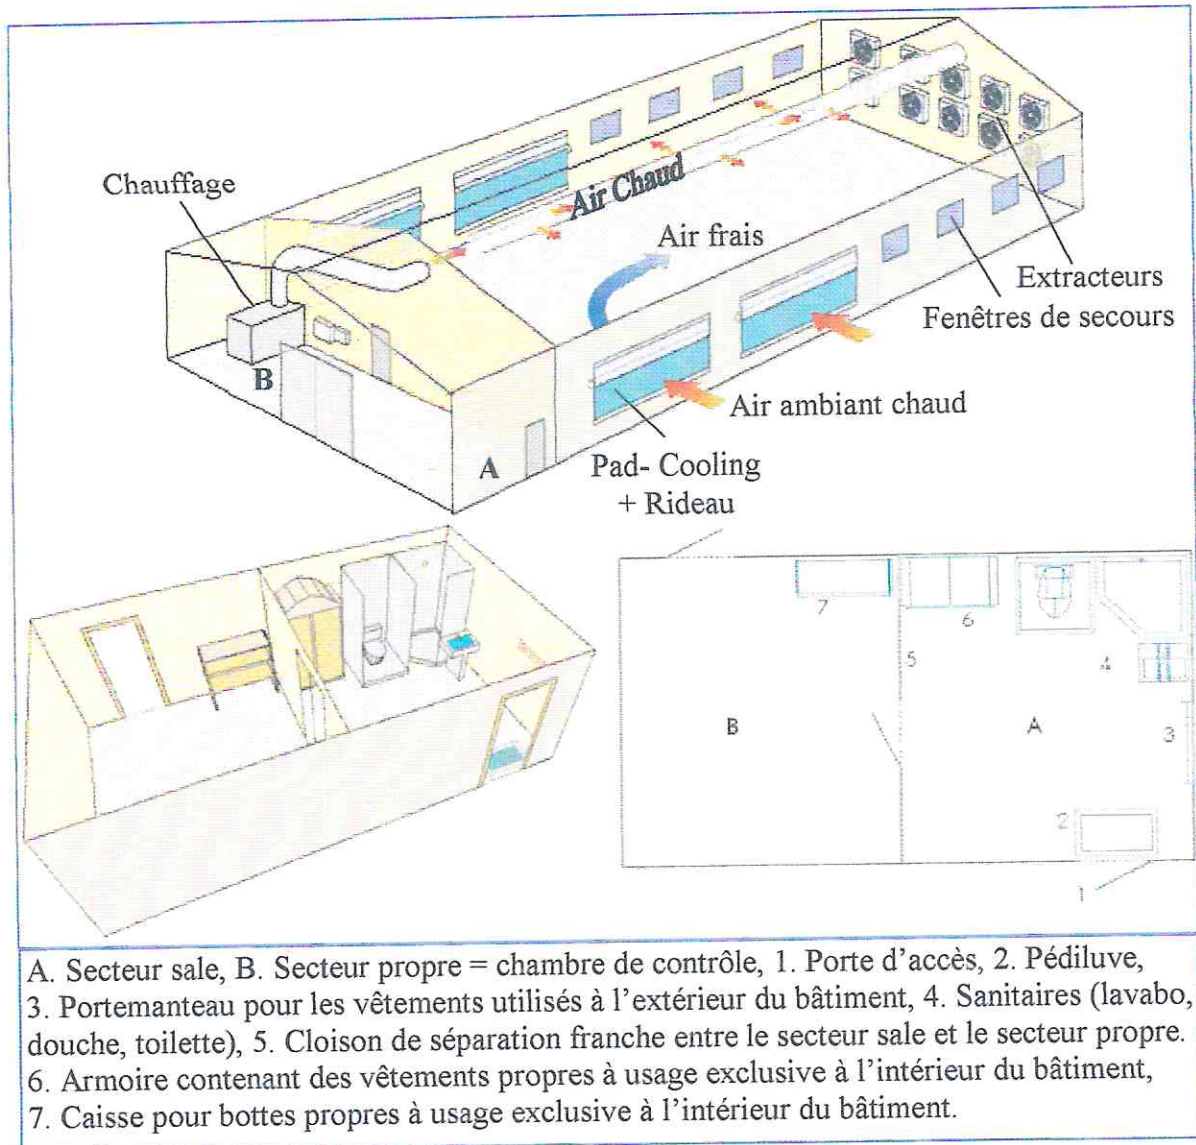 Chauffage
Air Chaud
Air frais
Extracteurs
Fenêtres de secours
B
Air ambiant chaud
A
Pad- Cooling
+ Rideau
7
6
5
4
B
A
3
2
1
A. Secteur sale, B. Secteur propre = chambre de contrôle, 1. Porte d'accès, 2. Pédiluve,
3. Portemanteau pour les vêtements utilisés à l'extérieur du bâtiment, 4. Sanitaires (lavabo,
douche, toilette), 5. Cloison de séparation franche entre le secteur sale et le secteur propre.
6. Armoire contenant des vêtements propres à usage exclusive à l'intérieur du bâtiment,
7. Caisse pour bottes propres à usage exclusive à l'intérieur du bâtiment.